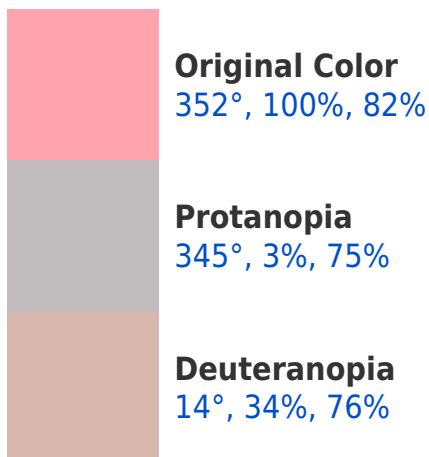 Original Color
352°, 100%, 82%
Protanopia
345°, 3%, 75%
Deuteranopia
14°, 34%, 76%